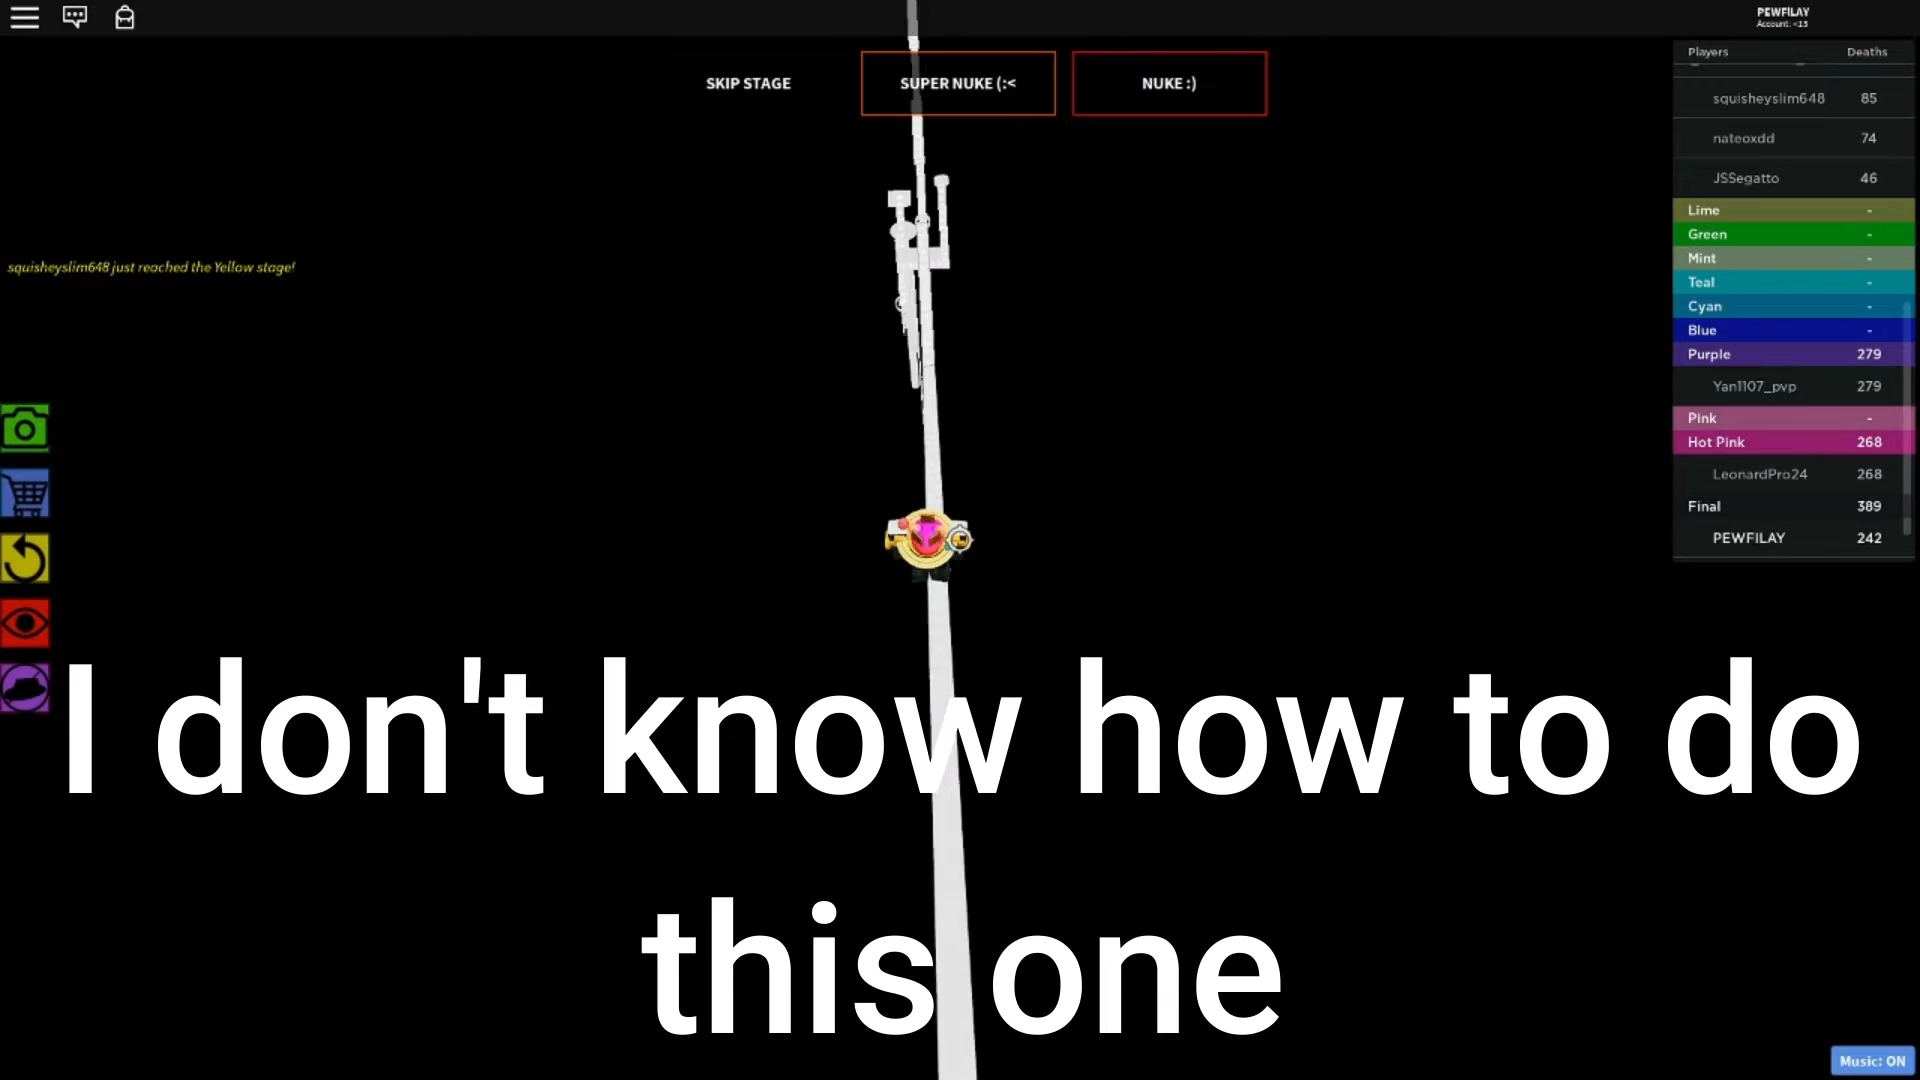 PEWFILAY
Account: <13
SKIP STAGE
SUPER NUKE (:<
NUKE :)
Players Deaths
squisheyslim648 85
nateoxdd 74
JSSegatto 46
Lime -
Green -
Mint -
Teal -
Cyan -
Blue -
Purple 279
Yan1107_pvp 279
Pink -
Hot Pink 268
LeonardPro24 268
Final 389
PEWFILAY 242
squisheyslim648 just reached the Yellow stage!
I don't know how to do
this one
Music: ON